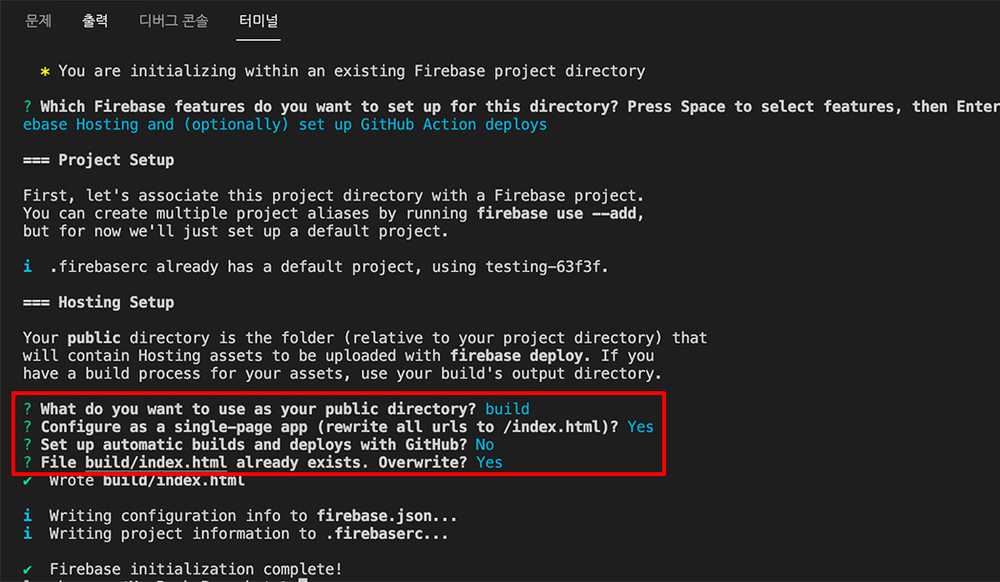 문제 출력 디버그 콘솔 터미널
* You are initializing within an existing Firebase project directory
? Which Firebase features do you want to set up for this directory? Press Space to select features, then Enter
ebase Hosting and (optionally) set up GitHub Action deploys
=== Project Setup
First, let's associate this project directory with a Firebase project.
You can create multiple project aliases by running firebase use --add,
but for now we'll just set up a default project.
i .firebaserc already has a default project, using testing-63f3f.
=== Hosting Setup
Your public directory is the folder (relative to your project directory) that
will contain Hosting assets to be uploaded with firebase deploy. If you
have a build process for your assets, use your build's output directory.
? What do you want to use as your public directory? build
? Configure as a single-page app (rewrite all urls to /index.html)? Yes
? Set up automatic builds and deploys with GitHub? No
? File build/index.html already exists. Overwrite? Yes
✔ Wrote build/index.html
i Writing configuration info to firebase.json...
i Writing project information to .firebaserc...
✔ Firebase initialization complete!